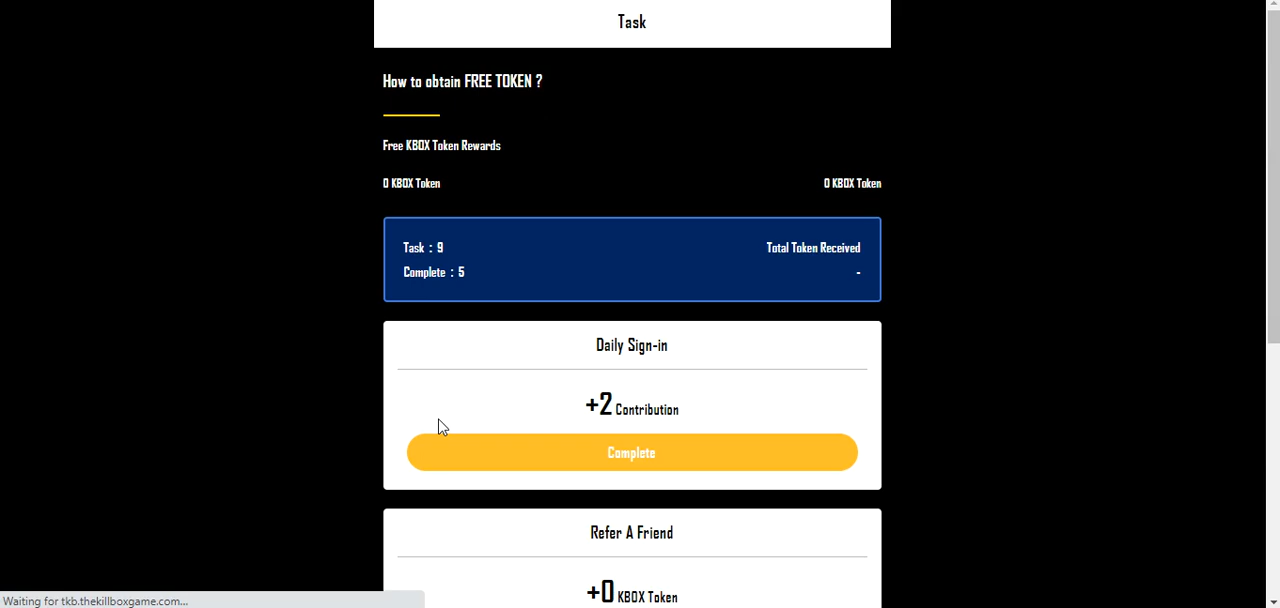 Task
How to obtain FREE TOKEN ?
Free KBOX Token Rewards
0 KBOX Token
0 KBOX Token
Task : 9
Total Token Received
Complete : 5
-
Daily Sign-in
+2 Contribution
Complete
Refer A Friend
+0 KBOX Token
Waiting for tkb.thekillboxgame.com...